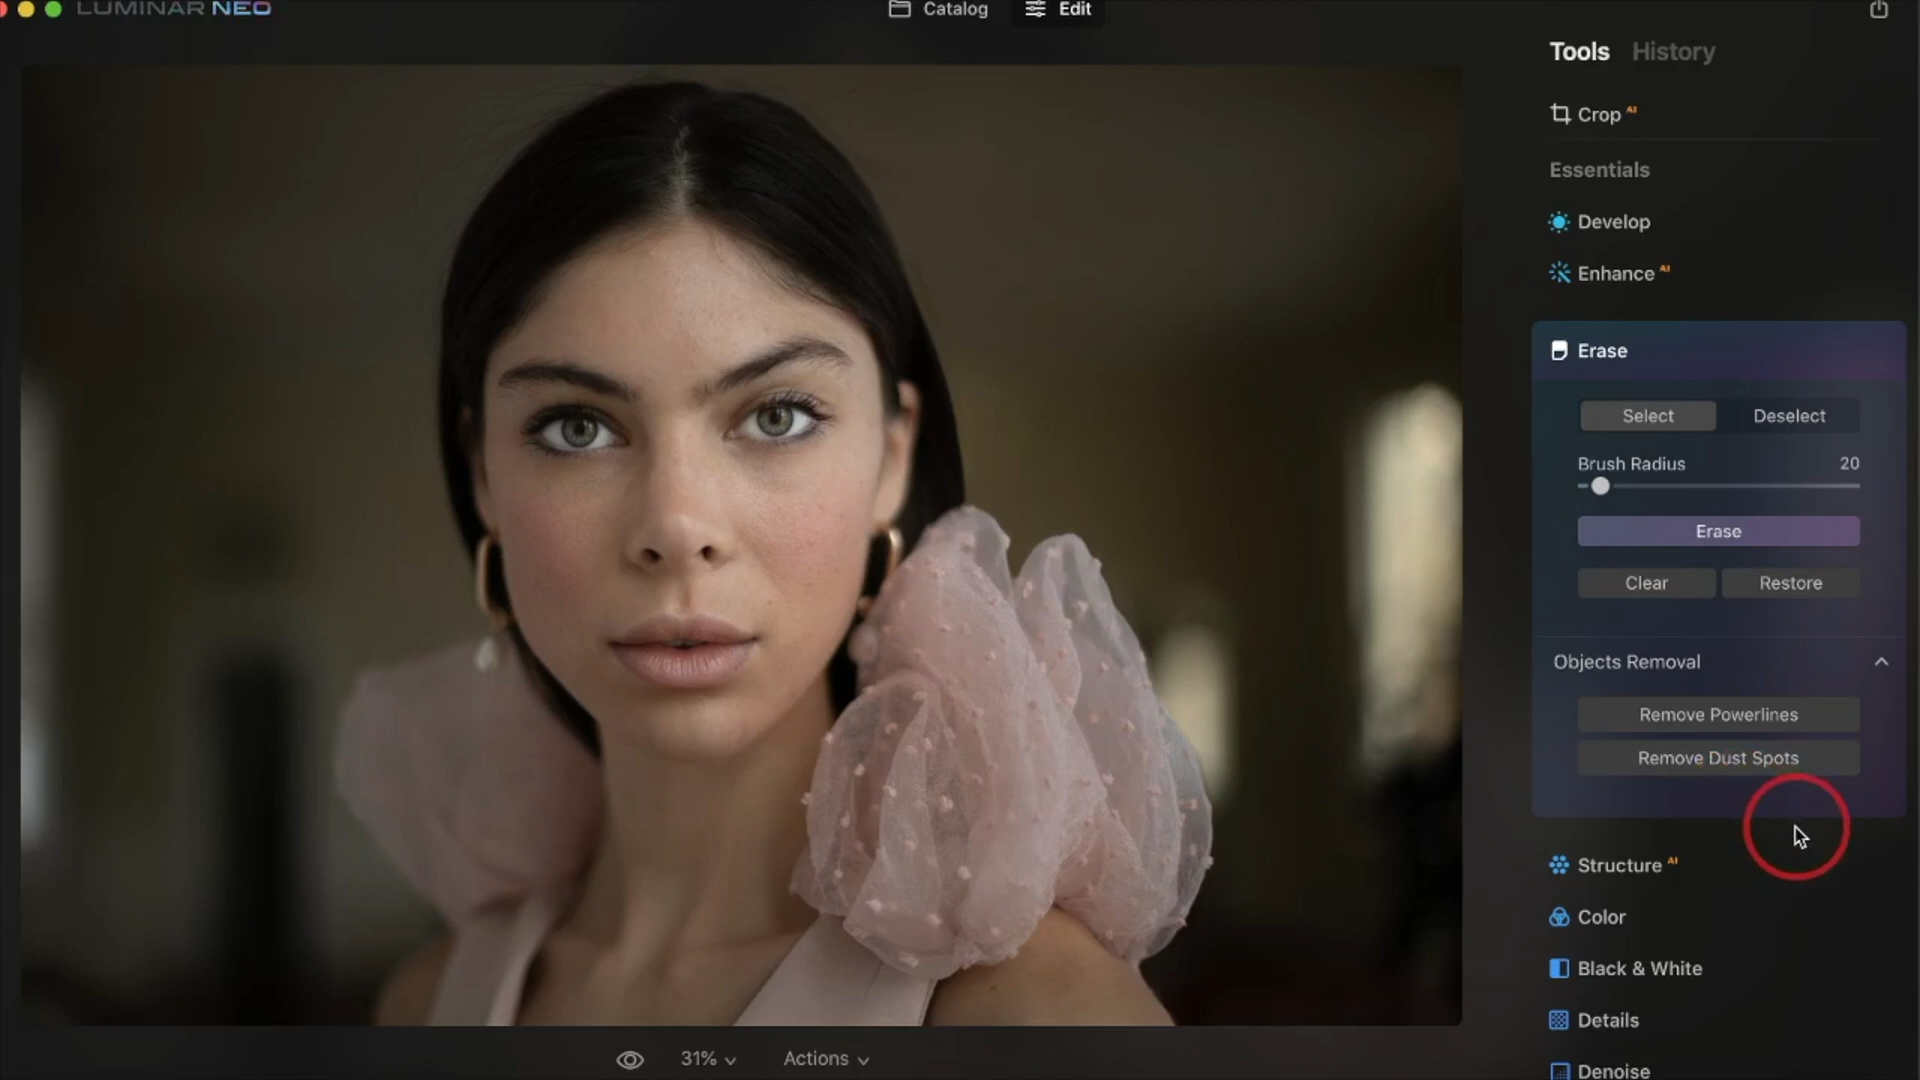 LUMINAR NEO
Catalog
Edit
Tools History
Crop AI
Essentials
Develop
Enhance AI
Erase
Select Deselect
Brush Radius 20
Erase
Clear Restore
Objects Removal
Remove Powerlines
Remove Dust Spots
Structure AI
Color
Black & White
Details
Denoise
31% Actions